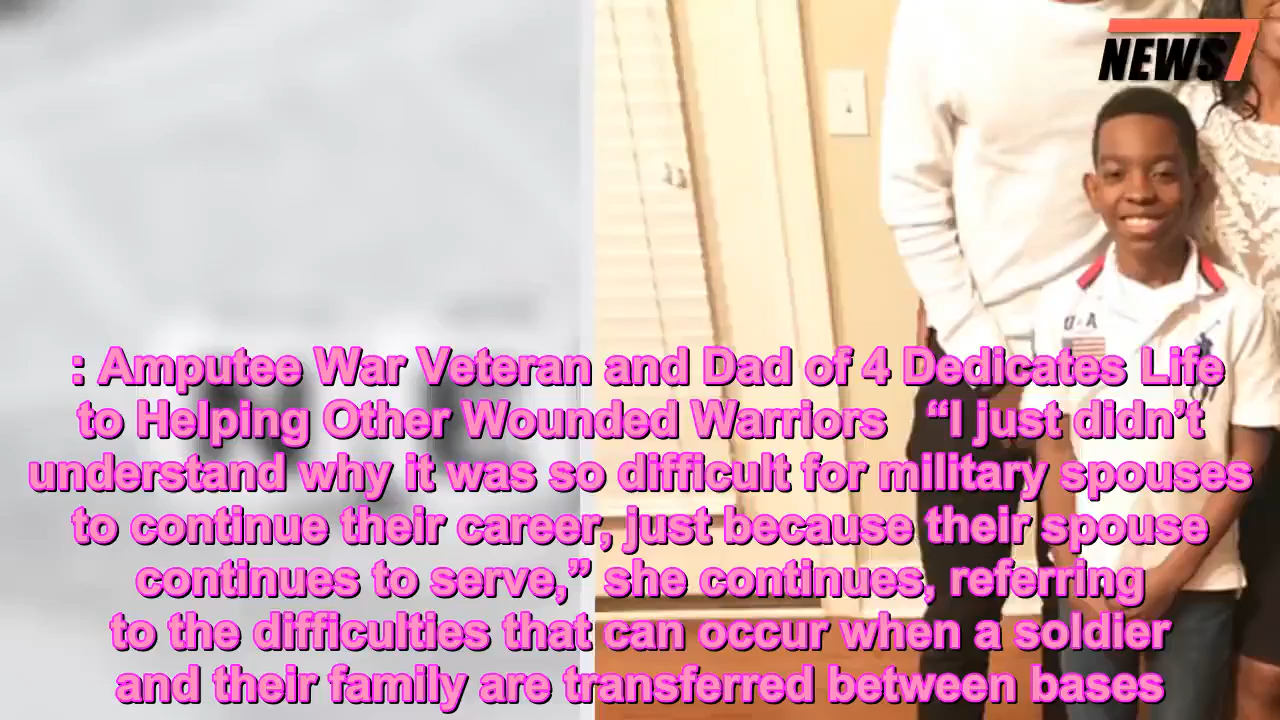 NEWS7
U A
: Amputee War Veteran and Dad of 4 Dedicates Life
to Helping Other Wounded Warriors “I just didn’t
understand why it was so difficult for military spouses
to continue their career, just because their spouse
continues to serve,” she continues, referring
to the difficulties that can occur when a soldier
and their family are transferred between bases